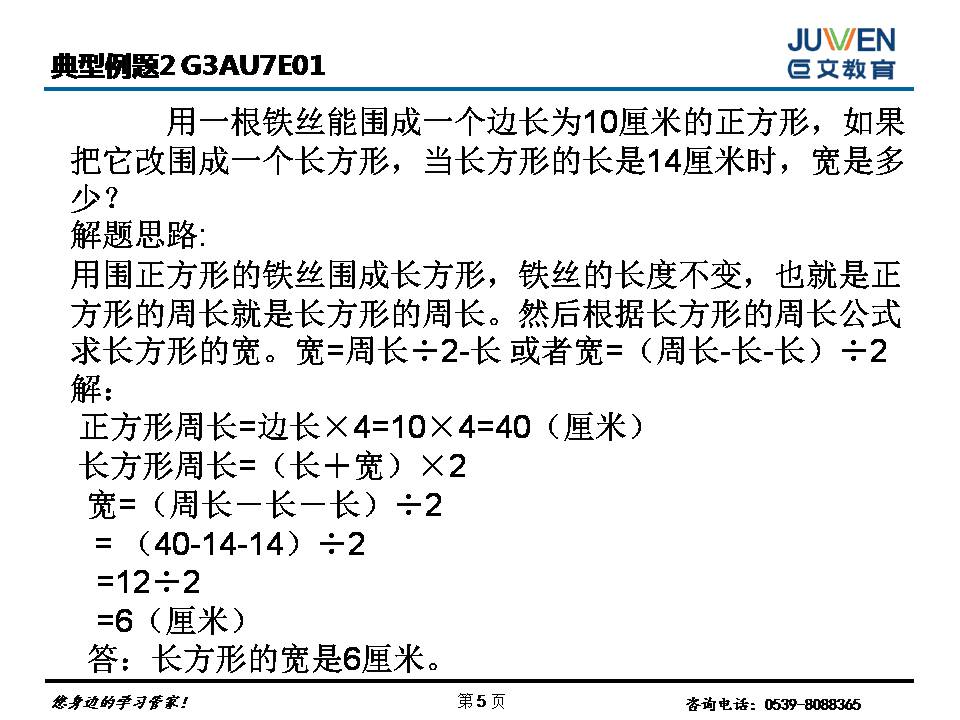 典型例题2 G3AU7E01
JUWEN
巨文教育
用一根铁丝能围成一个边长为10厘米的正方形，如果
把它改围成一个长方形，当长方形的长是14厘米时，宽是多
少？
解题思路:
用围正方形的铁丝围成长方形，铁丝的长度不变，也就是正
方形的周长就是长方形的周长。然后根据长方形的周长公式
求长方形的宽。宽=周长÷2-长 或者宽=（周长-长-长）÷2
解：
正方形周长=边长×4=10×4=40（厘米）
长方形周长=（长＋宽）×2
宽=（周长－长－长）÷2
= （40-14-14）÷2
=12÷2
=6（厘米）
答：长方形的宽是6厘米。
您身边的学习管家！
第 5 页
咨询电话：0539-8088365